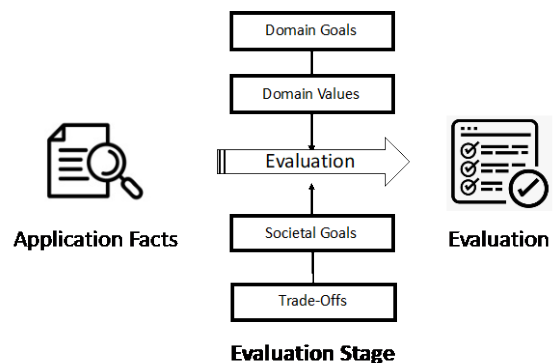 Domain Goals
Domain Values
Evaluation
Application Facts
Societal Goals
Evaluation
Trade-Offs
Evaluation Stage